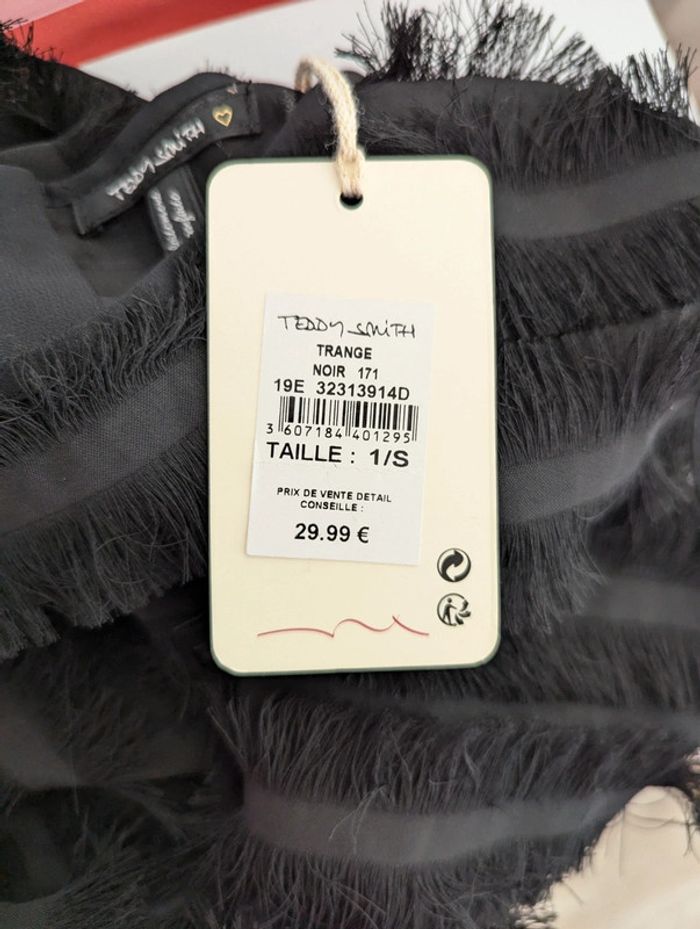 TEDDY SMITH
TEDDY SMITH
TRANGE
NOIR 171
19E 32313914D
3 607184 401295
TAILLE : 1/S
PRIX DE VENTE DETAIL
CONSEILLE :
29.99 €